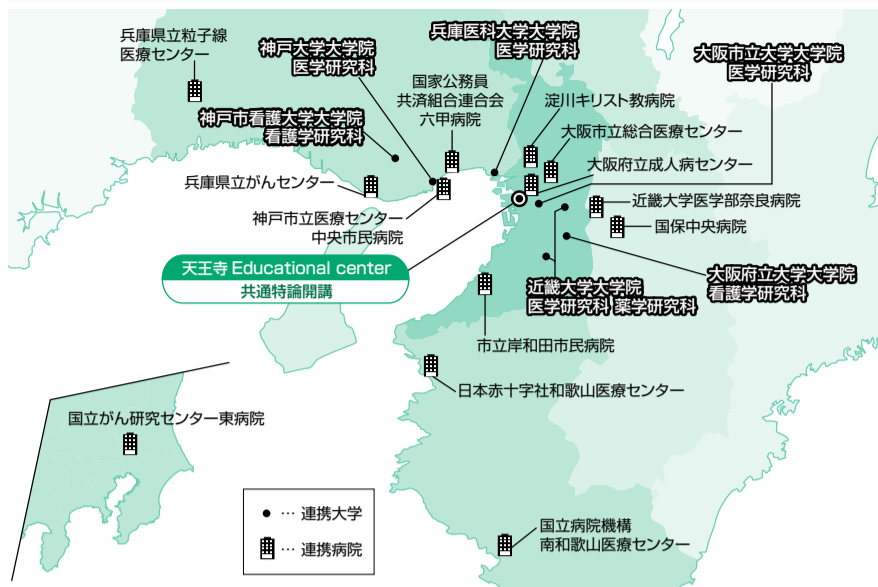 兵庫県立粒子線
医療センター
神戸大学大学院
医学研究科
兵庫医科大学大学院
医学研究科
大阪市立大学大学院
医学研究科
国家公務員
共済組合連合会
六甲病院
淀川キリスト教病院
神戸市看護大学大学院
看護学研究科
大阪市立総合医療センター
大阪府立成人病センター
兵庫県立がんセンター
近畿大学医学部奈良病院
神戸市立医療センター
中央市民病院
国保中央病院
天王寺 Educational center
共通特論開講
近畿大学大学院
医学研究科 薬学研究科
大阪府立大学大学院
看護学研究科
市立岸和田市民病院
日本赤十字社和歌山医療センター
国立がん研究センター東病院
● … 連携大学
… 連携病院
国立病院機構
南和歌山医療センター